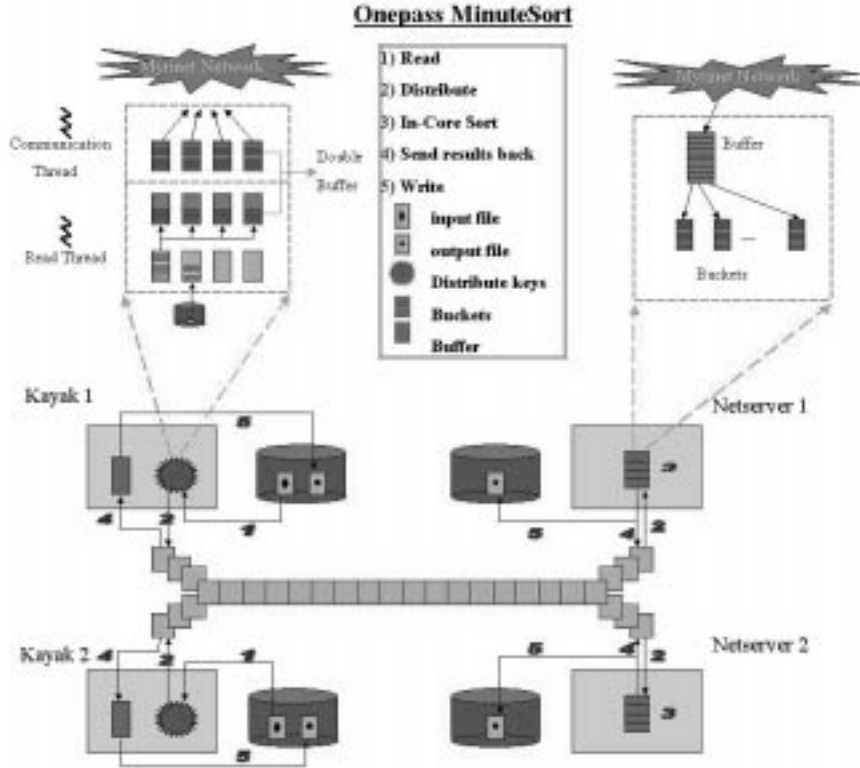 Onepass MinuteSort
Myrinet Network
1) Read
2) Distribute
3) In-Core Sort
4) Send results back
5) Write
input file
output file
Distribute keys
Buckets
Buffer
Communication
Thread
Double
Buffer
Read Thread
Myrinet Network
Buffer
...
Buckets
Kayak 1
Netserver 1
5
3
4
2
1
5
4
2
Kayak 2
Netserver 2
4
2
1
5
4
2
3
5